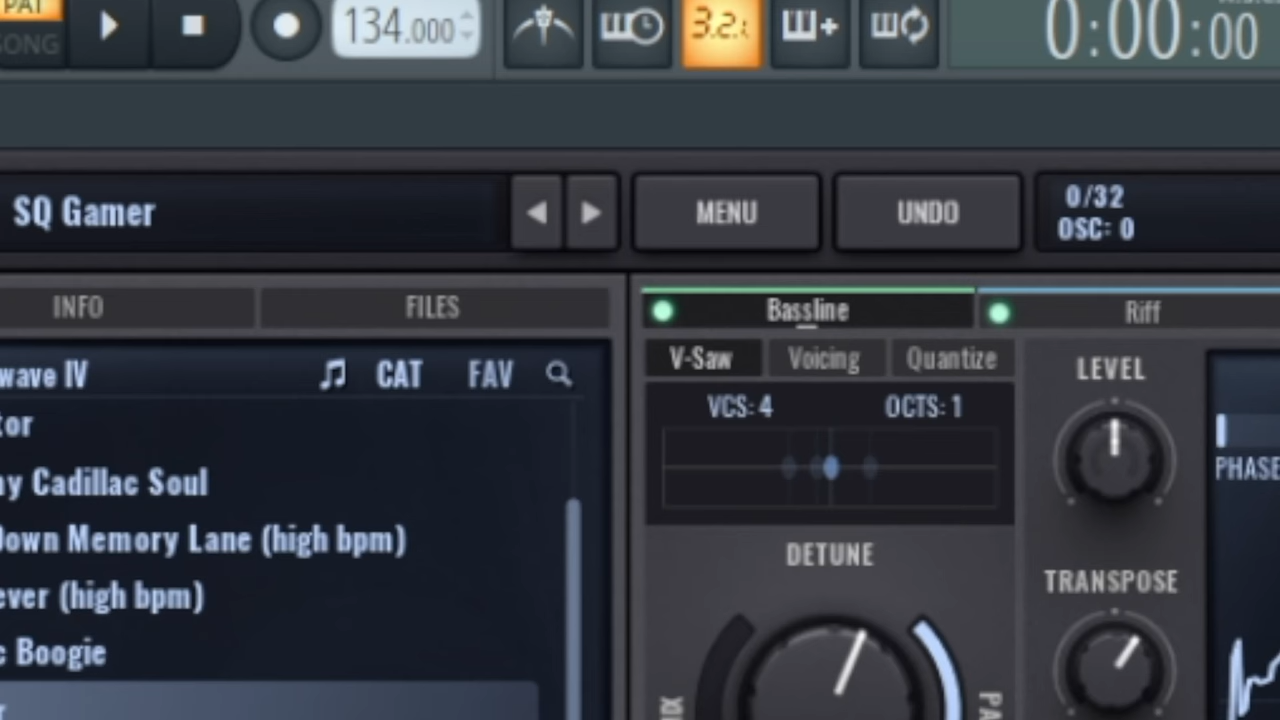 PAT
SONG
134.000
3.2.
0:00:00
SQ Gamer
MENU
UNDO
0/32
OSC: 0
INFO
FILES
Bassline
Riff
wave IV
CAT
FAV
V-Saw
Voicing
Quantize
LEVEL
VCS: 4
OCTS: 1
tor
ny Cadillac Soul
Down Memory Lane (high bpm)
ever (high bpm)
c Boogie
PHASE
DETUNE
TRANSPOSE
PA